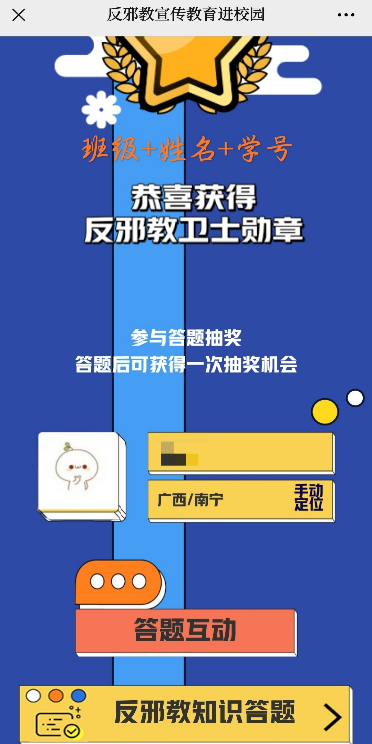 反邪教宣传教育进校园
班级+姓名+学号
恭喜获得
反邪教卫士勋章
参与答题抽奖
答题后可获得一次抽奖机会
广西/南宁
手动
定位
答题互动
反邪教知识答题